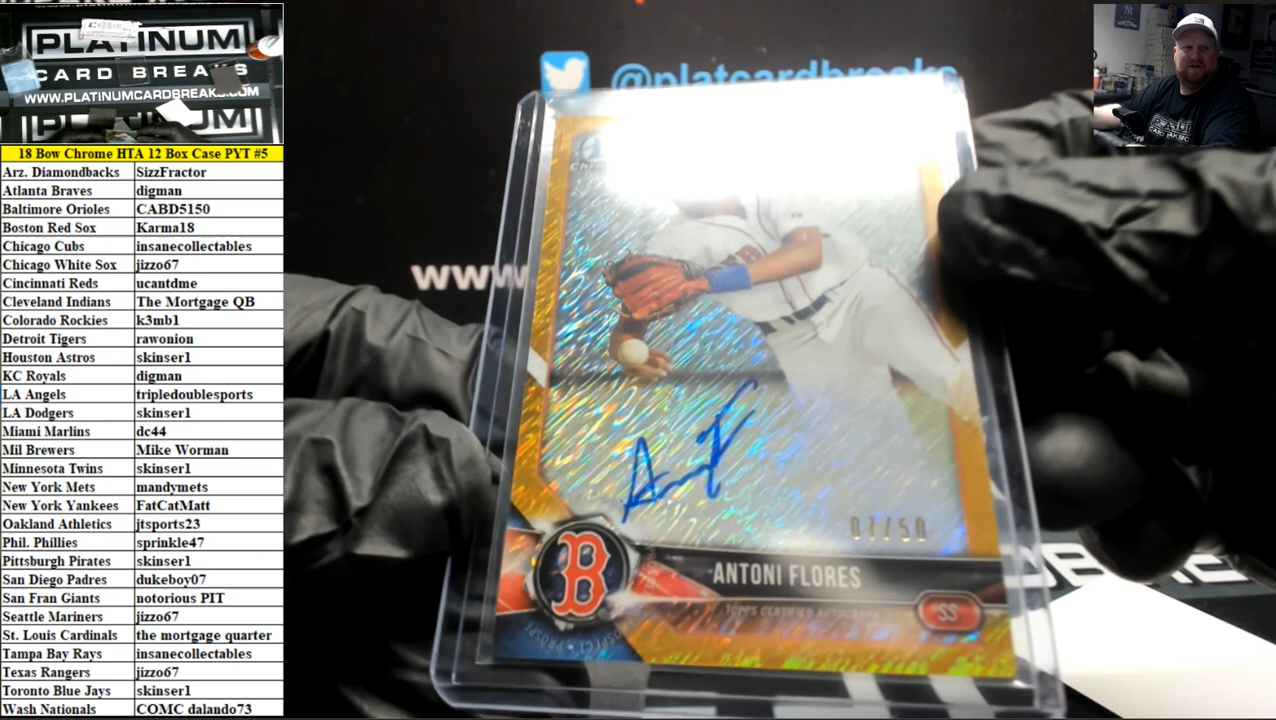 PLATINUM
CARD BREAKS
WWW.PLATINUMCARDBREAKS.COM
18 Bow Chrome HTA 12 Box Case PYT #5
Arz. Diamondbacks SizzFractor
Atlanta Braves digman
Baltimore Orioles CABD5150
Boston Red Sox Karma18
Chicago Cubs insanecollectables
Chicago White Sox jizzo67
Cincinnati Reds ucantdme
Cleveland Indians The Mortgage QB
Colorado Rockies k3mb1
Detroit Tigers rawonion
Houston Astros skinser1
KC Royals digman
LA Angels tripledoublesports
LA Dodgers skinser1
Miami Marlins dc44
Mil Brewers Mike Worman
Minnesota Twins skinser1
New York Mets mandymets
New York Yankees FatCatMatt
Oakland Athletics jtsports23
Phil. Phillies sprinkle47
Pittsburgh Pirates skinser1
San Diego Padres dukeboy07
San Fran Giants notorious PIT
Seattle Mariners jizzo67
St. Louis Cardinals the mortgage quarter
Tampa Bay Rays insanecollectables
Texas Rangers jizzo67
Toronto Blue Jays skinser1
Wash Nationals COMC dalando73
@platcardbreaks
www
07/50
B
ANTONI FLORES
TOPPS CERTIFIED AUTOGRAPH
SS